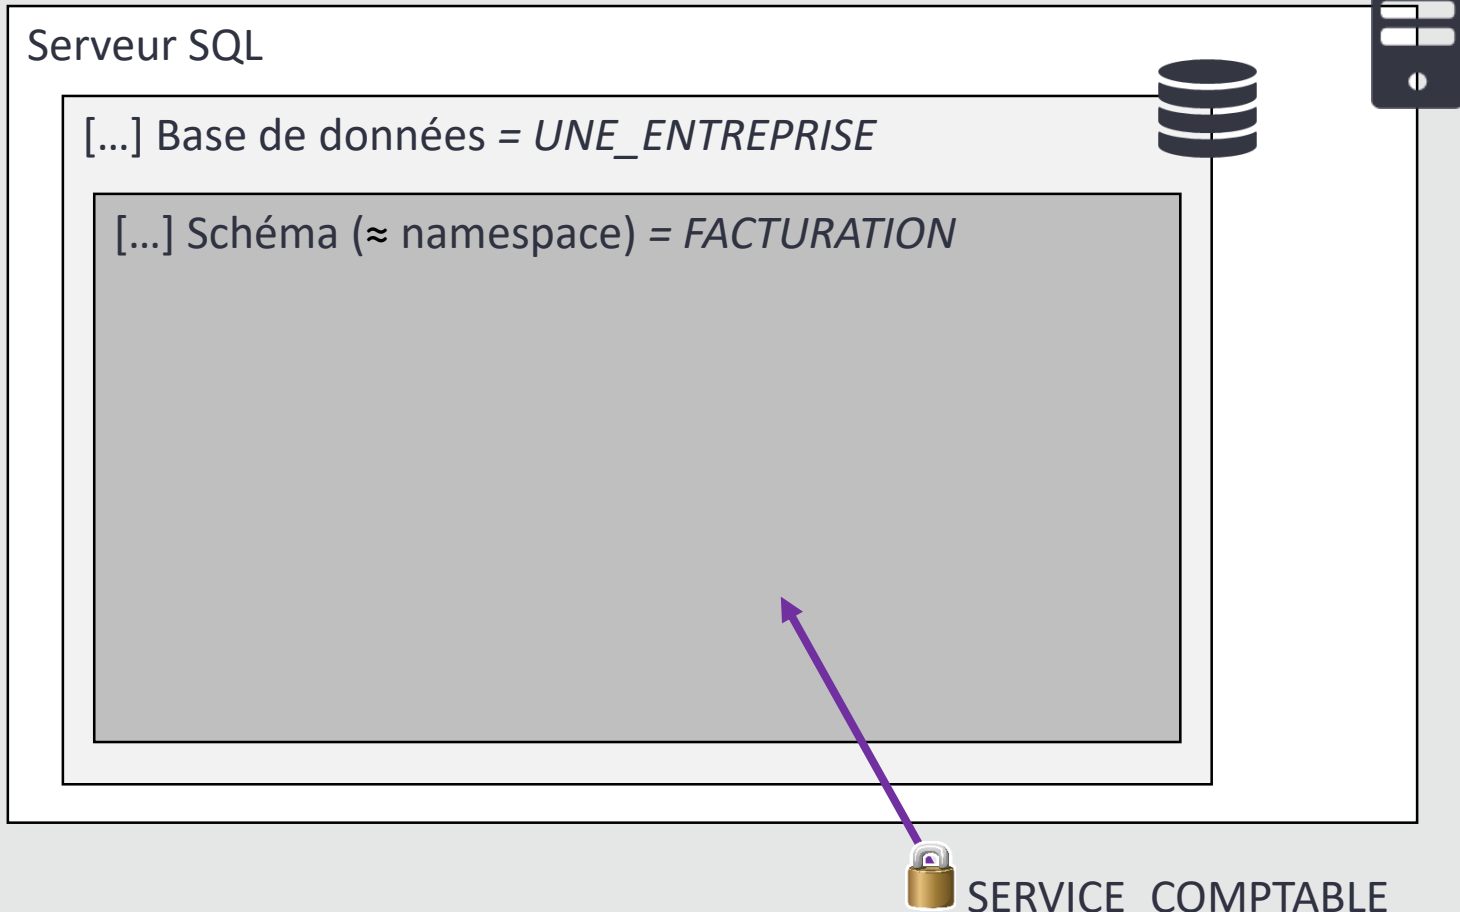 Serveur SQL
[…] Base de données = UNE_ENTREPRISE
[…] Schéma (≈ namespace) = FACTURATION
SERVICE_COMPTABLE